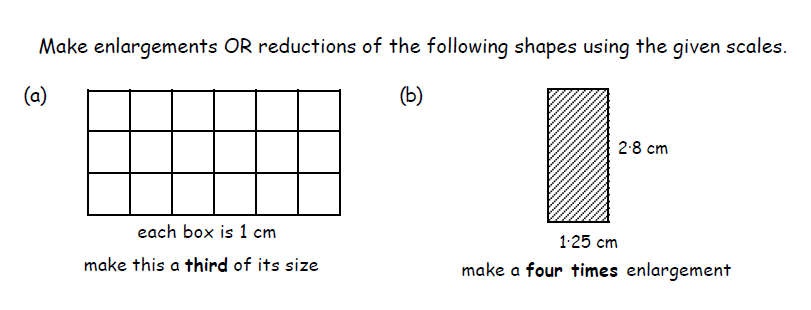 Make enlargements OR reductions of the following shapes using the given scales.
(a)
each box is 1 cm
make this a third of its size
(b)
2·8 cm
1·25 cm
make a four times enlargement